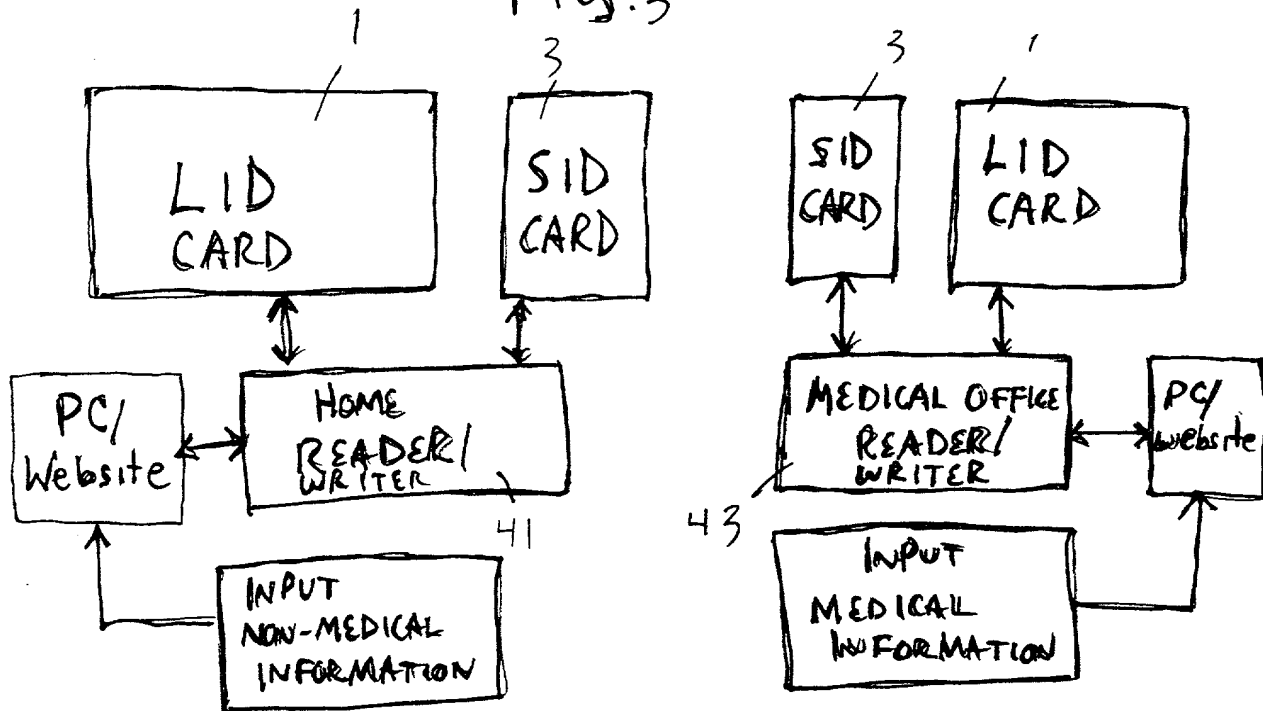 Fig. 3
1
3
3
1
LID
CARD
SID
CARD
SID
CARD
LID
CARD
PC/
Website
HOME
READER/
WRITER
41
MEDICAL OFFICE
READER/
WRITER
43
PC/
Website
INPUT
NON-MEDICAL
INFORMATION
INPUT
MEDICAL
INFORMATION